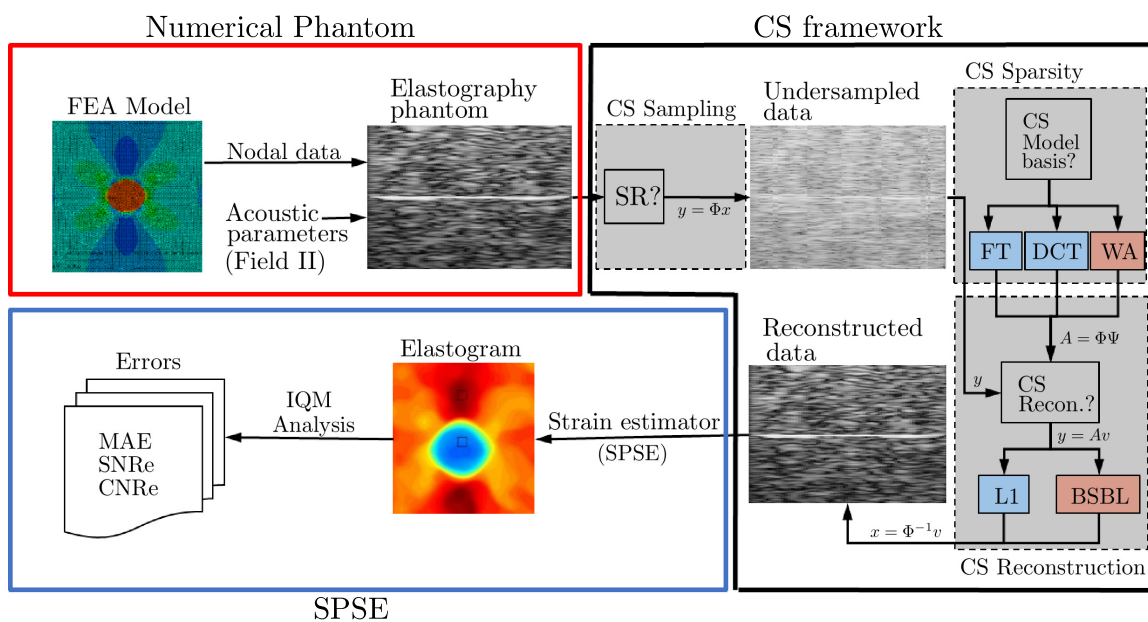 Numerical Phantom
CS framework
FEA Model
Nodal data
Acoustic
parameters
(Field II)
Elastography
phantom
CS Sampling
SR?
y = Φx
Undersampled
data
CS Sparsity
CS
Model
basis?
FT
DCT
WA
A = ΦΨ
y
CS
Recon.?
y = Av
L1
BSBL
x = Φ⁻¹v
CS Reconstruction
Reconstructed
data
Strain estimator
(SPSE)
Elastogram
IQM
Analysis
Errors
MAE
SNRe
CNRe
SPSE